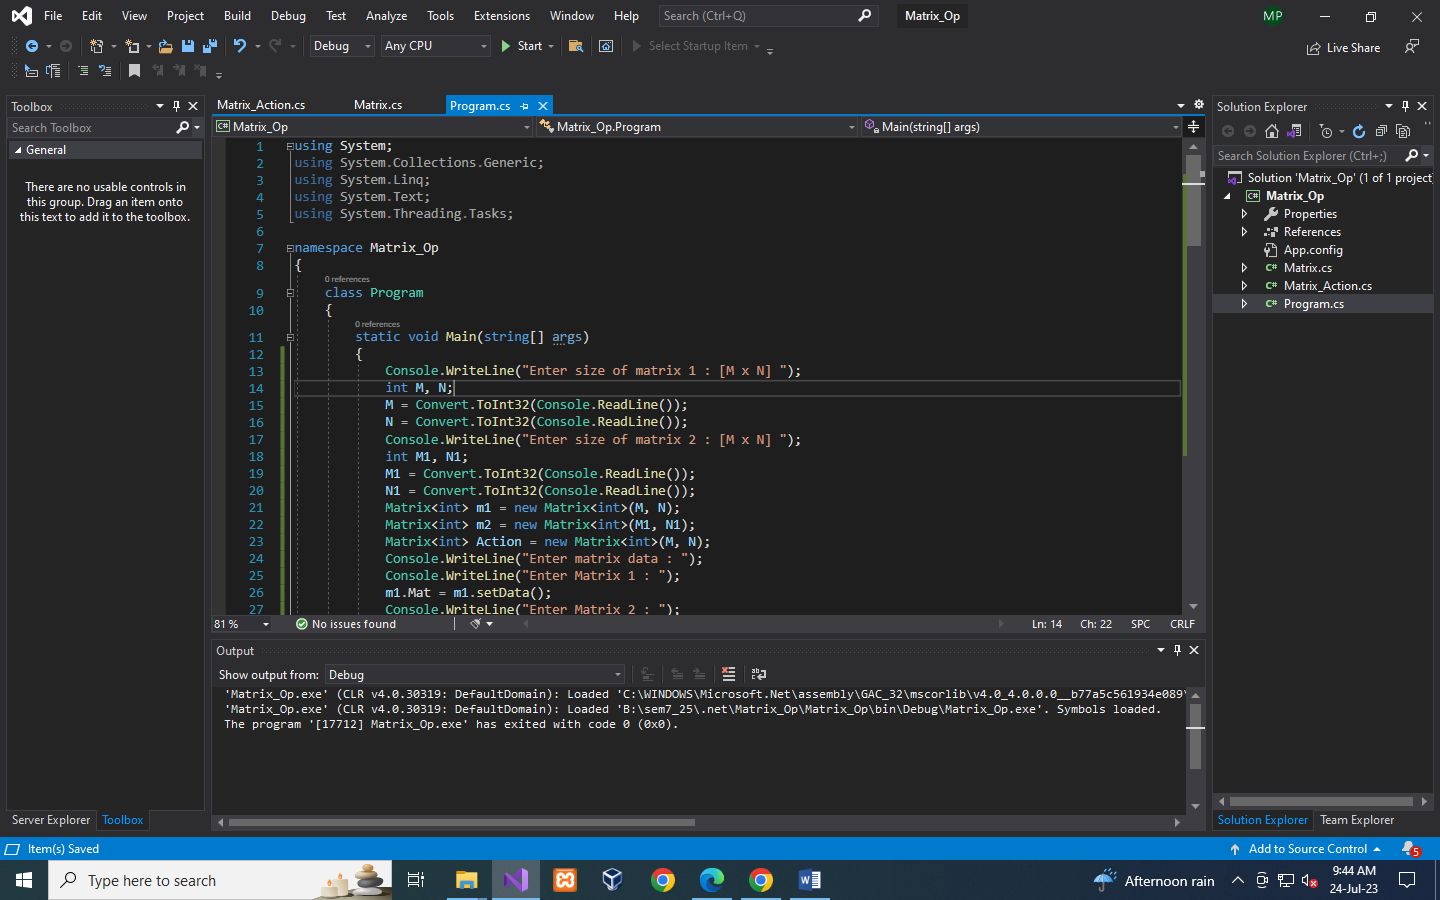 File Edit View Project Build Debug Test Analyze Tools Extensions Window Help Search (Ctrl+Q) Matrix_Op MP
Debug Any CPU Start Select Startup Item Live Share
Toolbox
Search Toolbox
General
There are no usable controls in
this group. Drag an item onto
this text to add it to the toolbox.
Server Explorer Toolbox
Matrix_Action.cs Matrix.cs Program.cs
C# Matrix_Op Matrix_Op.Program Main(string[] args)
1 using System;
2 using System.Collections.Generic;
3 using System.Linq;
4 using System.Text;
5 using System.Threading.Tasks;
6
7 namespace Matrix_Op
8 {
0 references
9 class Program
10 {
0 references
11 static void Main(string[] args)
12 {
13 Console.WriteLine("Enter size of matrix 1 : [M x N] ");
14 int M, N;
15 M = Convert.ToInt32(Console.ReadLine());
16 N = Convert.ToInt32(Console.ReadLine());
17 Console.WriteLine("Enter size of matrix 2 : [M x N] ");
18 int M1, N1;
19 M1 = Convert.ToInt32(Console.ReadLine());
20 N1 = Convert.ToInt32(Console.ReadLine());
21 Matrix<int> m1 = new Matrix<int>(M, N);
22 Matrix<int> m2 = new Matrix<int>(M1, N1);
23 Matrix<int> Action = new Matrix<int>(M, N);
24 Console.WriteLine("Enter matrix data : ");
25 Console.WriteLine("Enter Matrix 1 : ");
26 m1.Mat = m1.setData();
27 Console.WriteLine("Enter Matrix 2 : ");
81 % No issues found Ln: 14 Ch: 22 SPC CRLF
Output
Show output from: Debug
'Matrix_Op.exe' (CLR v4.0.30319: DefaultDomain): Loaded 'C:\WINDOWS\Microsoft.Net\assembly\GAC_32\mscorlib\v4.0_4.0.0.0__b77a5c561934e089\
'Matrix_Op.exe' (CLR v4.0.30319: DefaultDomain): Loaded 'B:\sem7_25\.net\Matrix_Op\Matrix_Op\bin\Debug\Matrix_Op.exe'. Symbols loaded.
The program '[17712] Matrix_Op.exe' has exited with code 0 (0x0).
Solution Explorer
Search Solution Explorer (Ctrl+;)
Solution 'Matrix_Op' (1 of 1 project
C# Matrix_Op
Properties
References
App.config
C# Matrix.cs
C# Matrix_Action.cs
C# Program.cs
Solution Explorer Team Explorer
Item(s) Saved Add to Source Control 5
Type here to search W Afternoon rain 9:44 AM
24-Jul-23